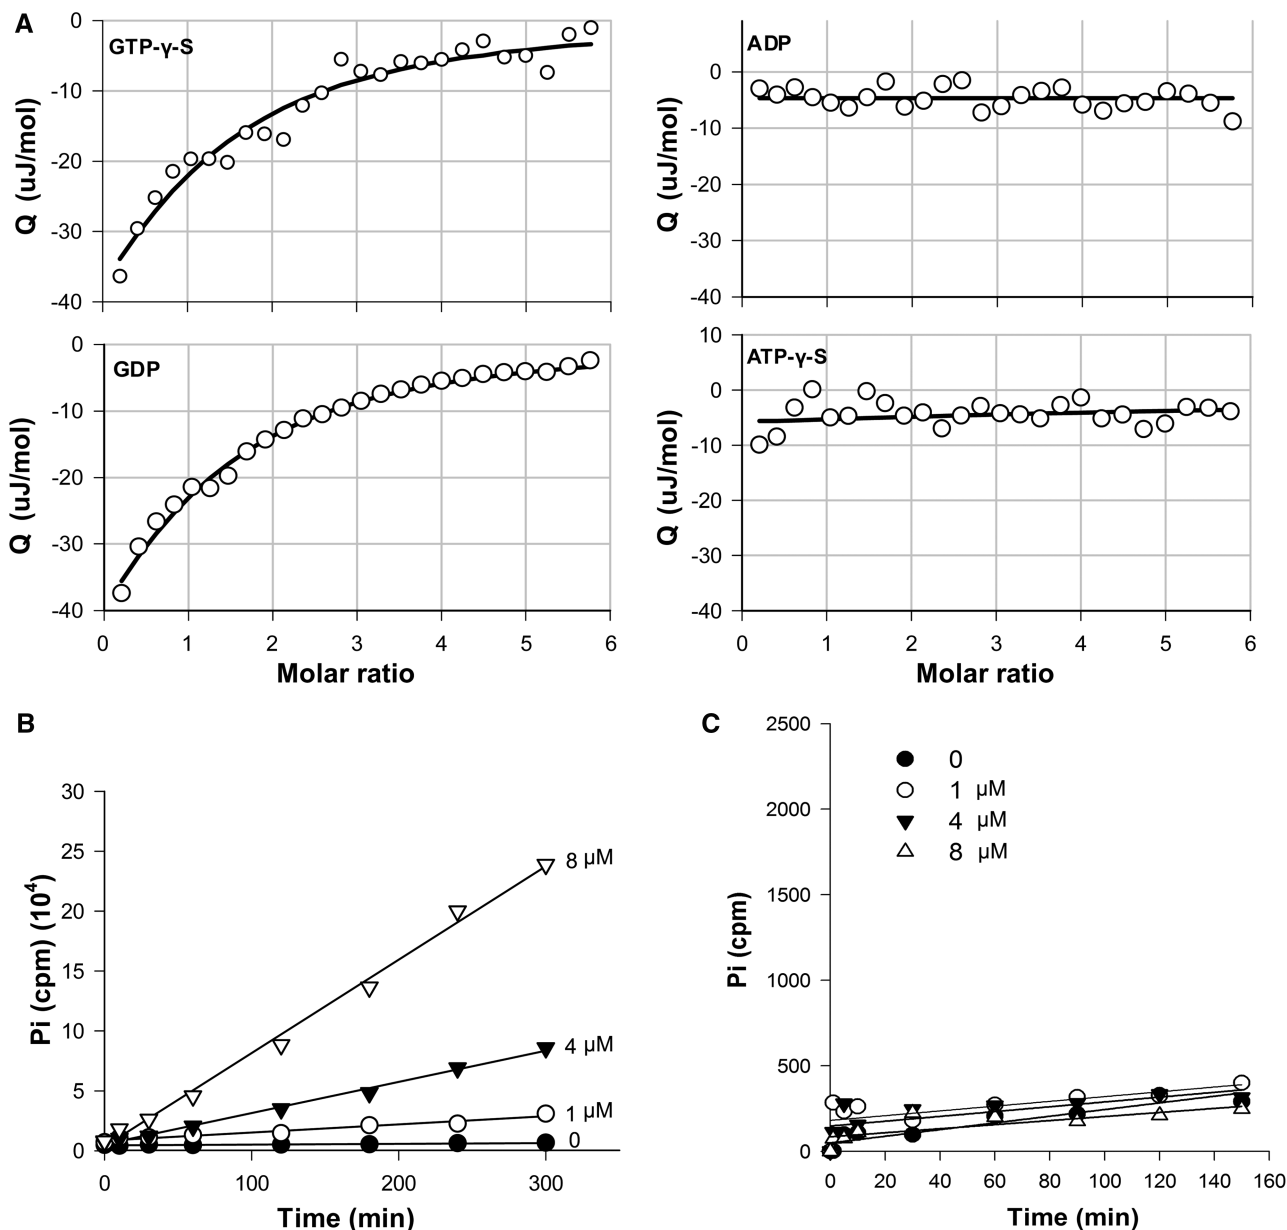 A
GTP-γ-S
0
-10
-20
-30
-40
Q (uJ/mol)
ADP
0
-10
-20
-30
-40
Q (uJ/mol)
GDP
0
-10
-20
-30
-40
Q (uJ/mol)
0 1 2 3 4 5 6
Molar ratio
ATP-γ-S
10
0
-10
-20
-30
-40
Q (uJ/mol)
0 1 2 3 4 5 6
Molar ratio
B
30
25
20
15
10
5
0
Pi (cpm) (10⁴)
8 μM
4 μM
1 μM
0
0 100 200 300
Time (min)
C
2500
2000
1500
1000
500
0
Pi (cpm)
0
1 μM
4 μM
8 μM
0 20 40 60 80 100 120 140 160
Time (min)